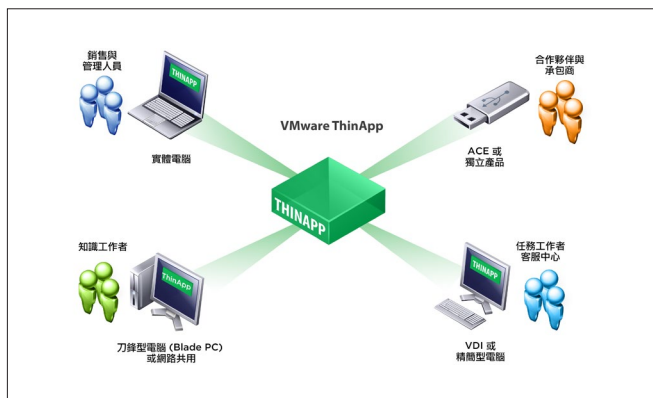 銷售與
管理人員
THINAPP
實體電腦
VMware ThinApp
合作夥伴與
承包商
ACE 或
獨立產品
THINAPP
知識工作者
ThinApp
刀鋒型電腦 (Blade PC)
或網路共用
任務工作者
客服中心
THINAPP
VDI 或
精簡型電腦